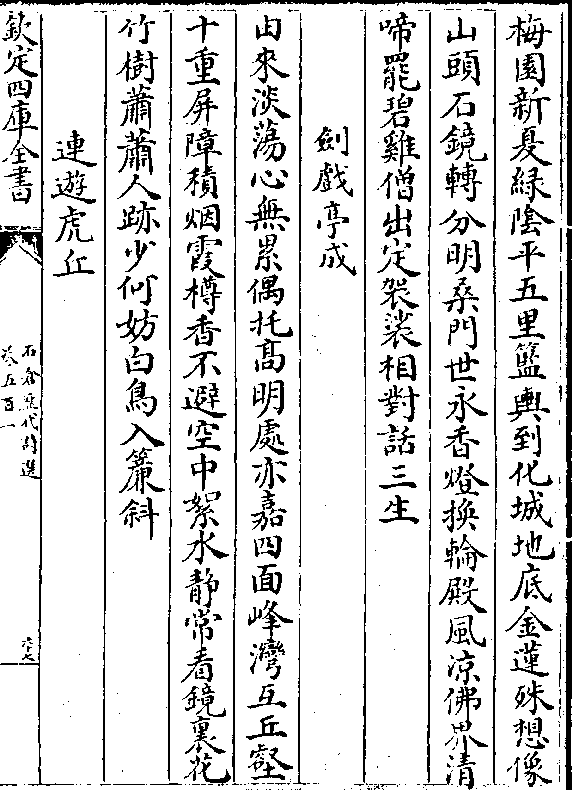 梅園新夏綠陰平五里籃輿到化城地底金蓮殊想像
山頭石鏡轉分明桑門世永香燈換輪殿風涼佛界清
啼罷碧雞僧出定袈裟相對話三生
劍戲亭成
由來淡蕩心無累偶托高明處亦嘉四面峰灣互丘壑
十重屏障積烟霞樽香不避空中絮水靜常看鏡裏花
竹樹蕭蕭人跡少何妨白鳥入簾斜
連遊虎丘
欽定四庫全書
石倉歷代詩選
卷五百一
六十七